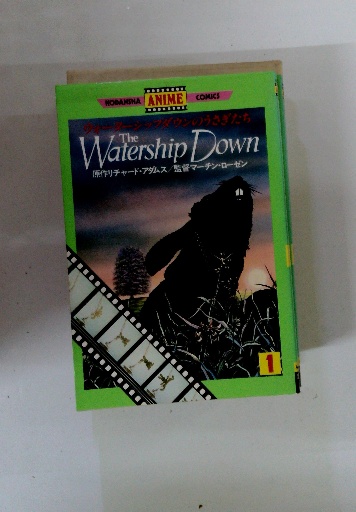 KODANSHA ANIME COMICS
ウォーターシップダウンのうさぎたち
The
Watership Down
原作リチャード・アダムス/監督マーチン・ローゼン
1